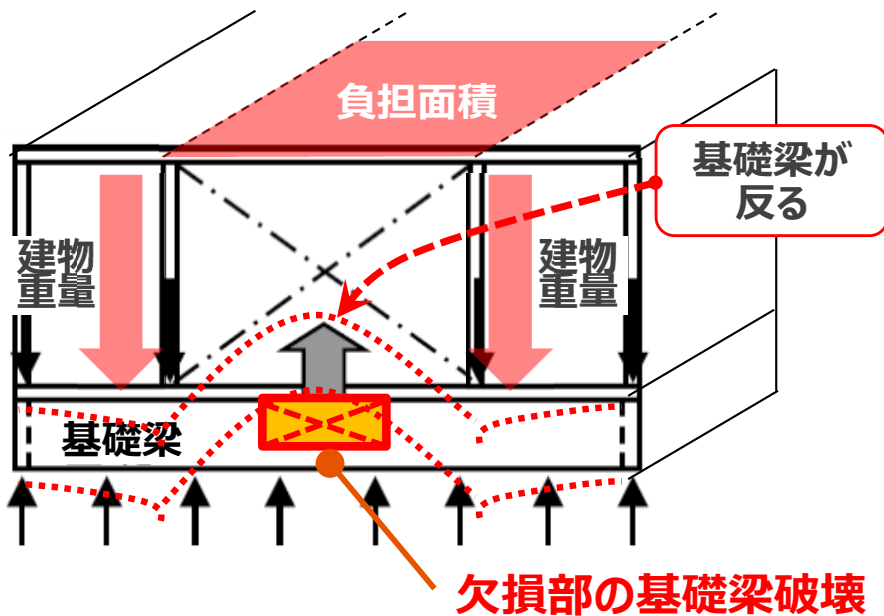 負担面積
基礎梁が
反る
建物
重量
建物
重量
基礎梁
欠損部の基礎梁破壊